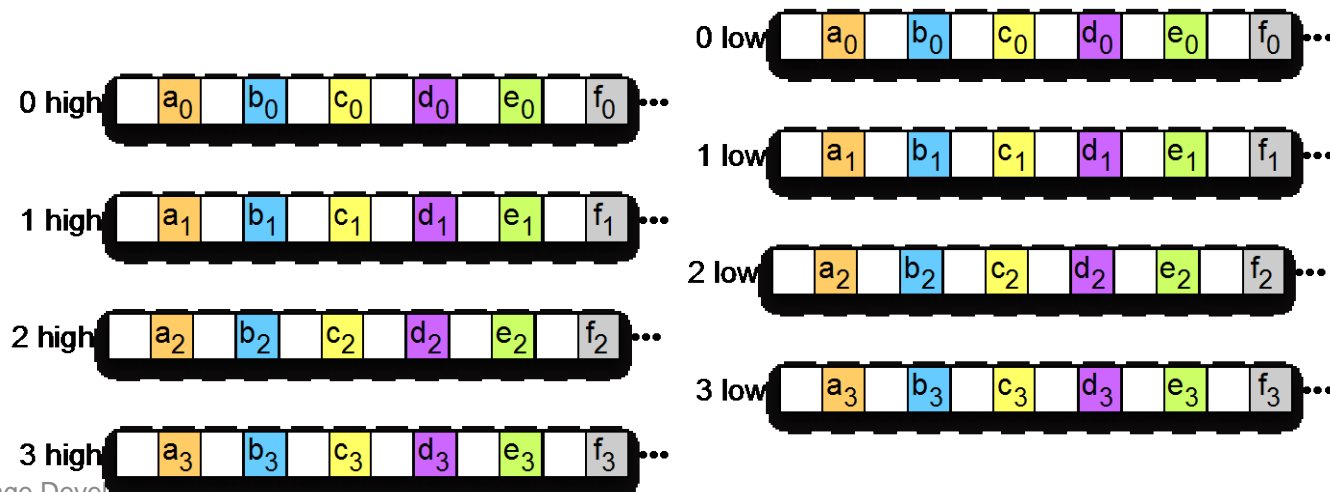 0 high a₀ b₀ c₀ d₀ e₀ f₀ •••
1 high a₁ b₁ c₁ d₁ e₁ f₁ •••
2 high a₂ b₂ c₂ d₂ e₂ f₂ •••
3 high a₃ b₃ c₃ d₃ e₃ f₃ •••
0 low a₀ b₀ c₀ d₀ e₀ f₀ •••
1 low a₁ b₁ c₁ d₁ e₁ f₁ •••
2 low a₂ b₂ c₂ d₂ e₂ f₂ •••
3 low a₃ b₃ c₃ d₃ e₃ f₃ •••